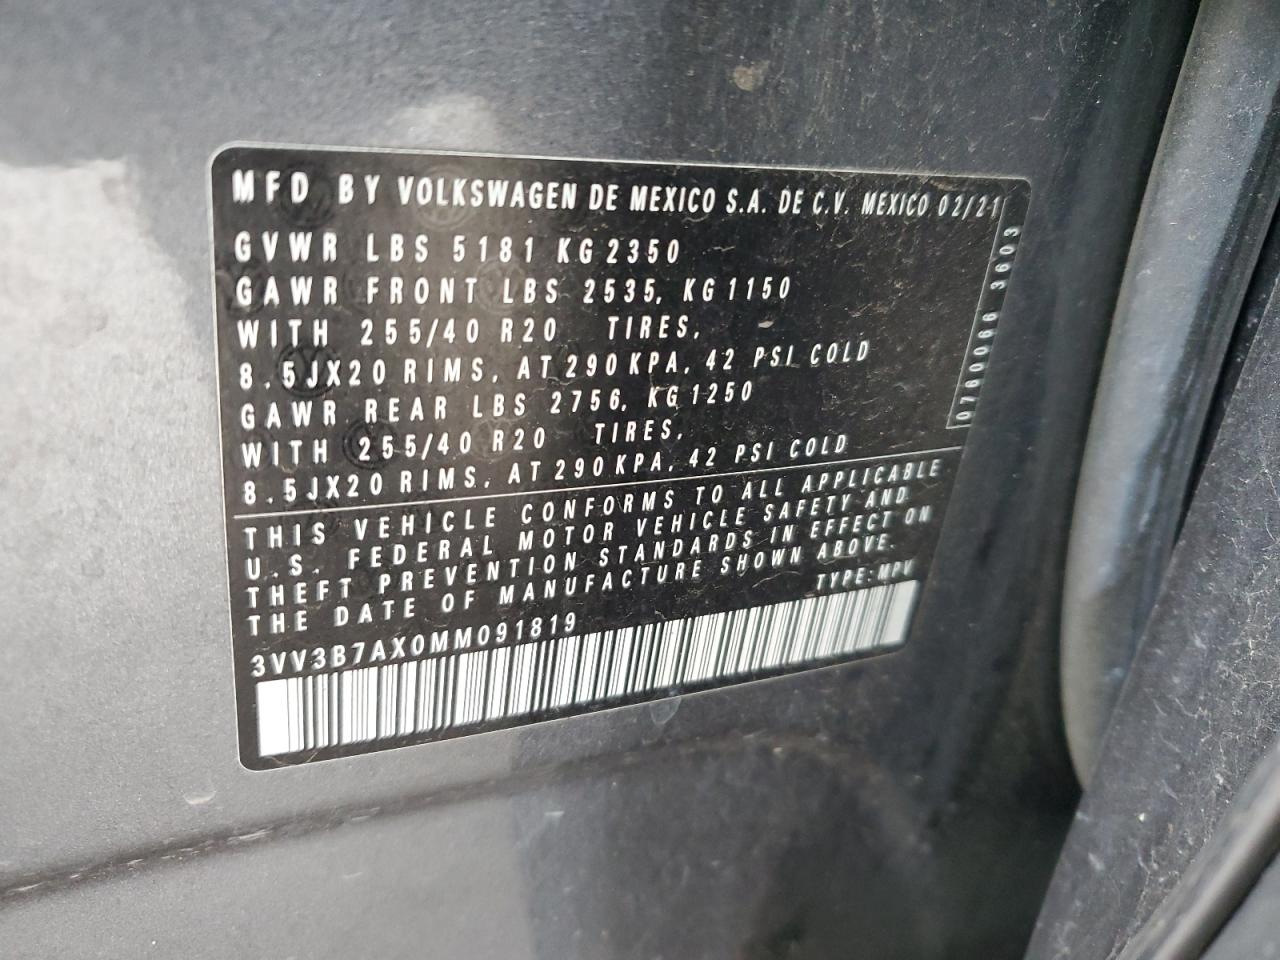 MFD BY VOLKSWAGEN DE MEXICO S.A. DE C.V. MEXICO 02/21
GVWR LBS 5181 KG 2350
GAWR FRONT LBS 2535, KG 1150
WITH 255/40 R20 TIRES,
8.5JX20 RIMS, AT 290 KPA, 42 PSI COLD
GAWR REAR LBS 2756, KG 1250
WITH 255/40 R20 TIRES,
8.5JX20 RIMS, AT 290 KPA, 42 PSI COLD
0760066 3603
THIS VEHICLE CONFORMS TO ALL APPLICABLE
U.S. FEDERAL MOTOR VEHICLE SAFETY AND
THEFT PREVENTION STANDARDS IN EFFECT ON
THE DATE OF MANUFACTURE SHOWN ABOVE.
3VV3B7AX0MM091819 TYPE:MPV